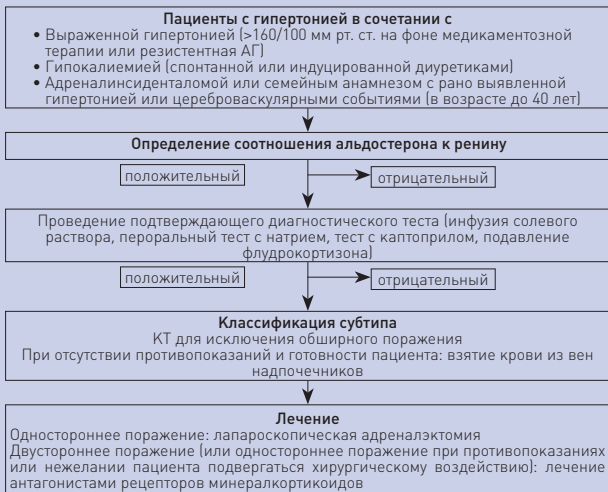 Пациенты с гипертонией в сочетании с
• Выраженной гипертонией (>160/100 мм рт. ст. на фоне медикаментозной
терапии или резистентная АГ)
• Гипокалиемией (спонтанной или индуцированной диуретиками)
• Адреналинсиденталомой или семейным анамнезом с рано выявленной
гипертонией или цереброваскулярными событиями (в возрасте до 40 лет)
Определение соотношения альдостерона к ренину
положительный
отрицательный
Проведение подтверждающего диагностического теста (инфузия солевого
раствора, пероральный тест с натрием, тест с каптоприлом, подавление
флудрокортизона)
положительный
отрицательный
Классификация субтипа
КТ для исключения обширного поражения
При отсутствии противопоказаний и готовности пациента: взятие крови из вен
надпочечников
Лечение
Одностороннее поражение: лапароскопическая адреналэктомия
Двустороннее поражение (или одностороннее поражение при противопоказаниях
или нежелании пациента подвергаться хирургическому воздействию): лечение
антагонистами рецепторов минералкортикоидов